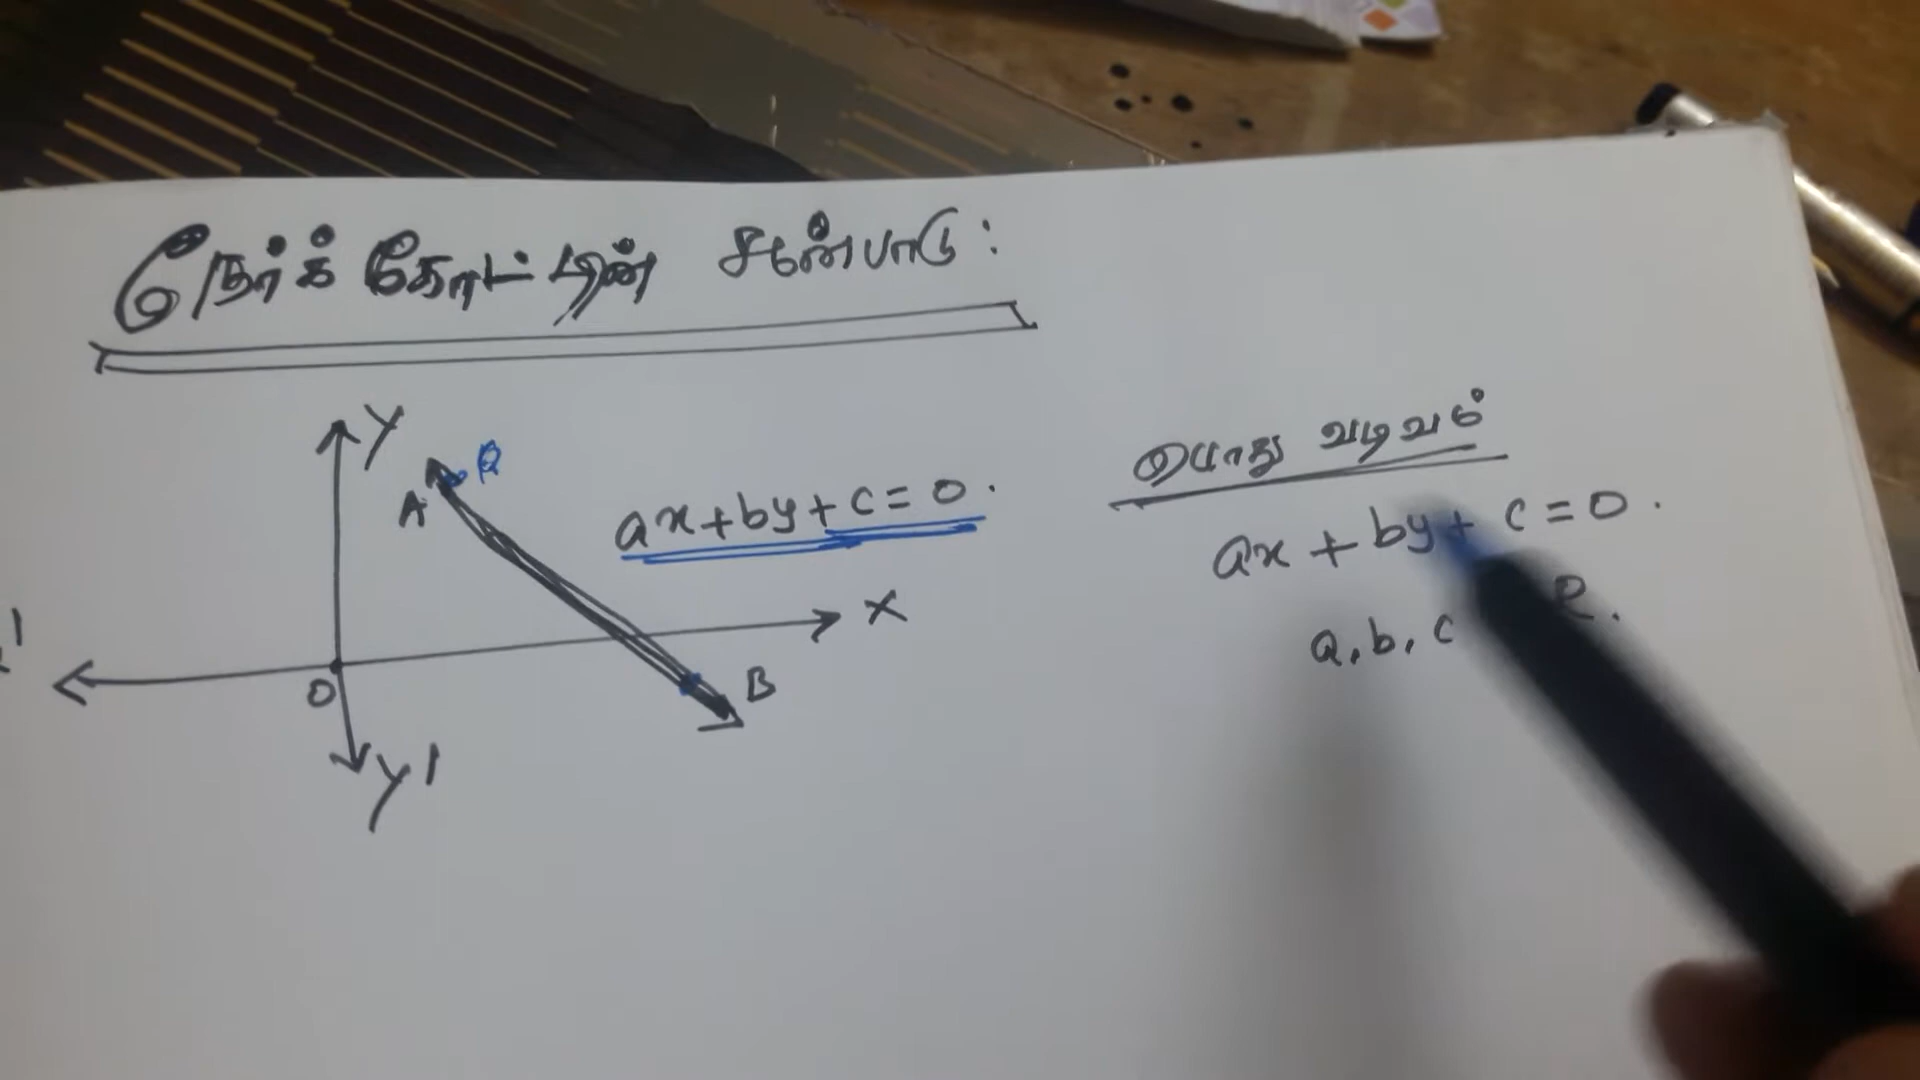 நேர்க் கோட்டின் சமன்பாடு:
Y
A
ax+by+c=0.
X
O
B
Y'
பொது வடிவம்
ax+by+c=0.
a, b, c R.